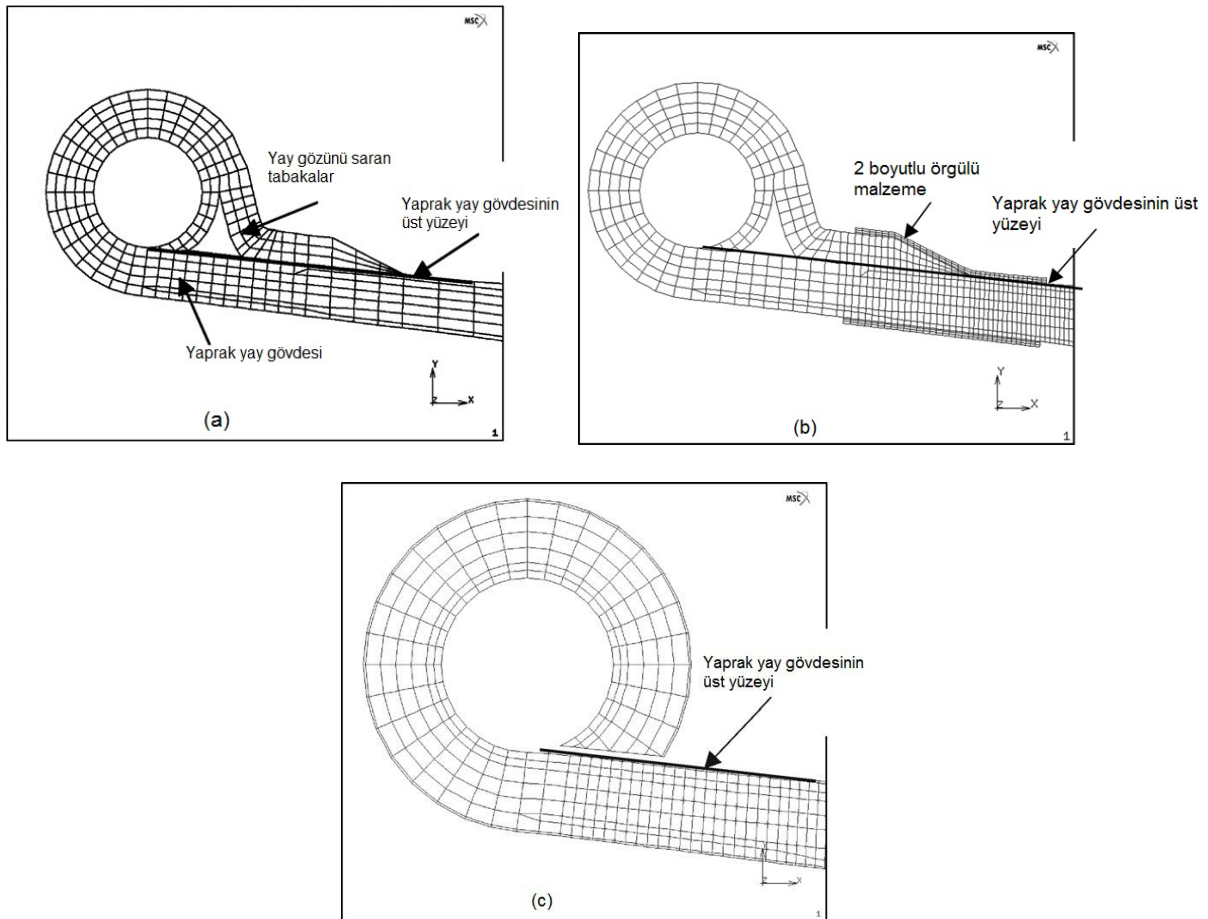 MSC
Yay gözünü saran
tabakalar
Yaprak yay gövdesinin
üst yüzeyi
Yaprak yay gövdesi
Y
Z
X
(a)
1
MSC
2 boyutlu örgülü
malzeme
Yaprak yay gövdesinin üst
yüzeyi
Y
Z
X
(b)
1
MSC
Yaprak yay gövdesinin
üst yüzeyi
Y
Z
X
(c)
1